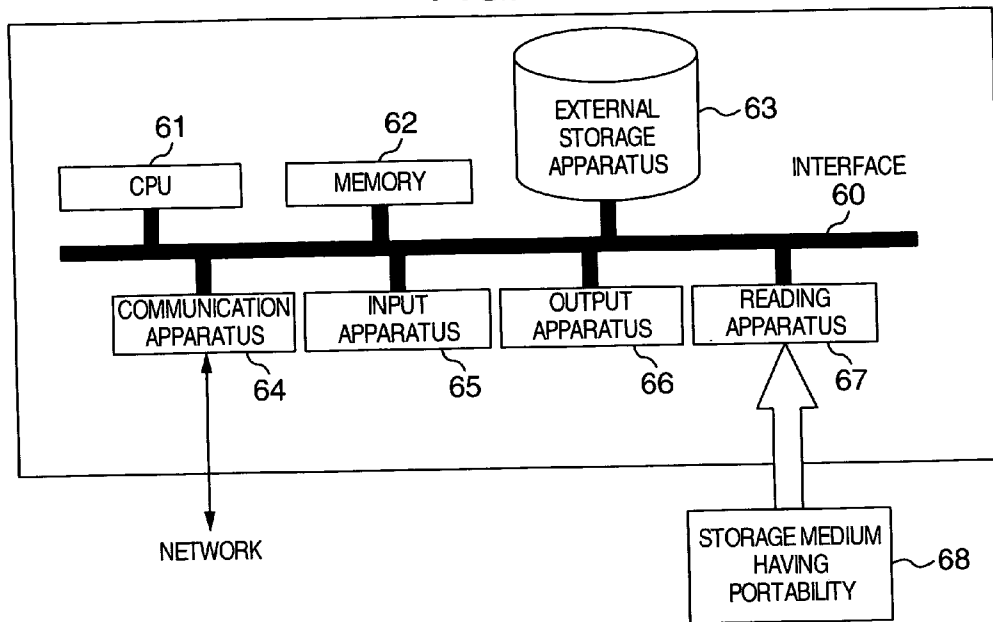 61
CPU
62
MEMORY
EXTERNAL
STORAGE
APPARATUS
63
INTERFACE
60
COMMUNICATION
APPARATUS
64
INPUT
APPARATUS
65
OUTPUT
APPARATUS
66
READING
APPARATUS
67
NETWORK
STORAGE MEDIUM
HAVING
PORTABILITY
68